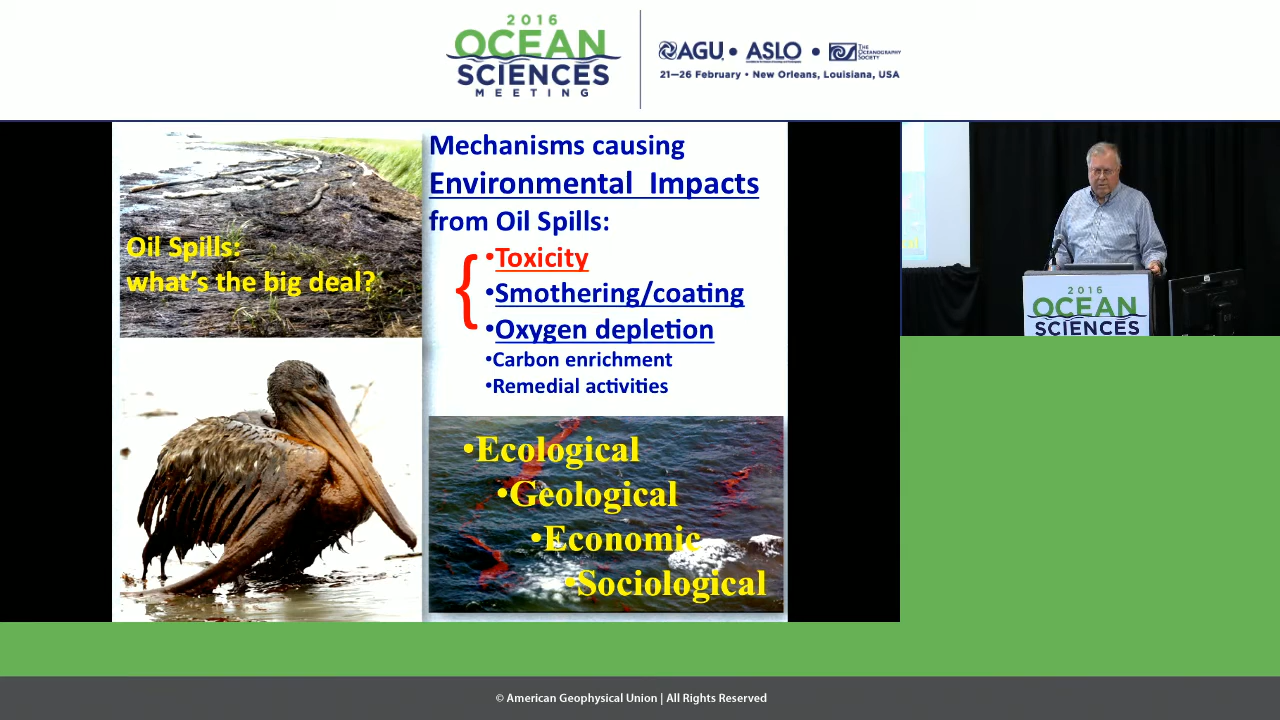 2016
OCEAN
SCIENCES
MEETING
AGU • ASLO • THE OCEANOGRAPHY SOCIETY
21—26 February • New Orleans, Louisiana, USA
Oil Spills:
what's the big deal?
Mechanisms causing
Environmental Impacts
from Oil Spills:
{
•Toxicity
•Smothering/coating
•Oxygen depletion
•Carbon enrichment
•Remedial activities
•Ecological
•Geological
•Economic
•Sociological
2016
OCEAN
SCIENCES
© American Geophysical Union | All Rights Reserved